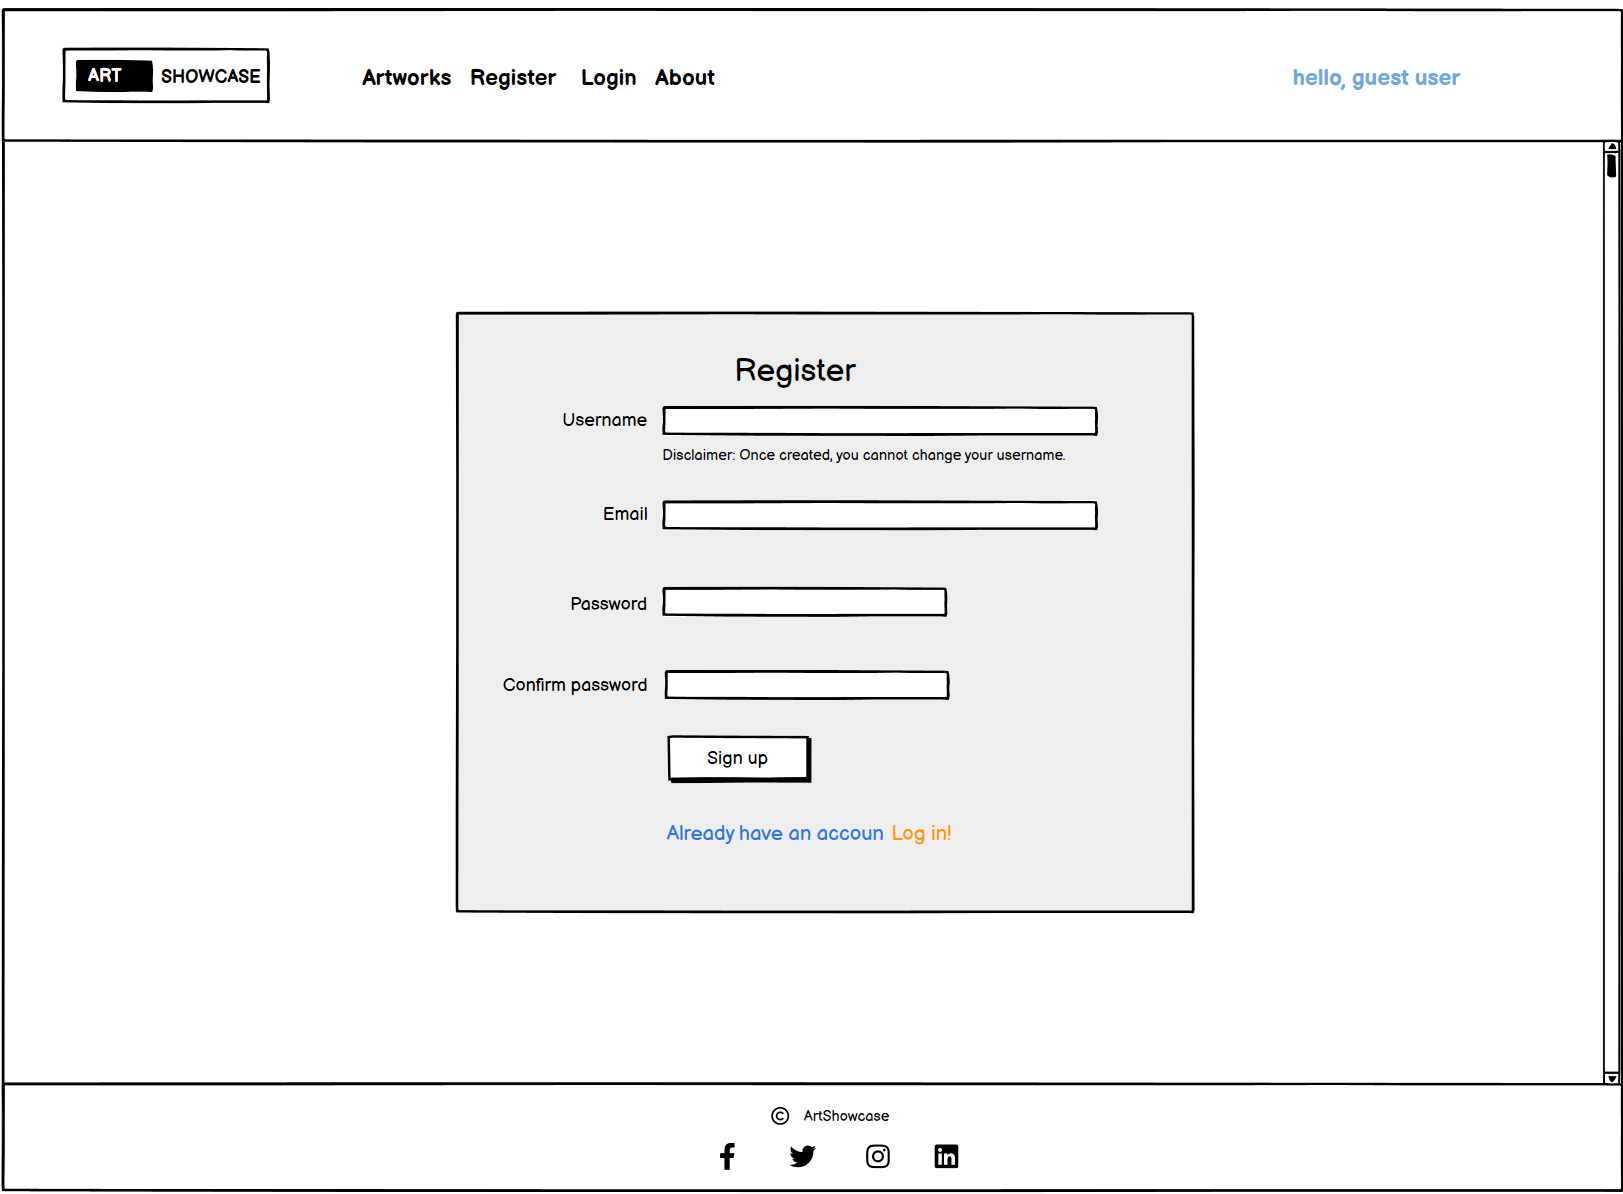 ART SHOWCASE Artworks Register Login About hello, guest user
Register
Username
Disclaimer: Once created, you cannot change your username.
Email
Password
Confirm password
Sign up
Already have an accoun Log in!
© ArtShowcase